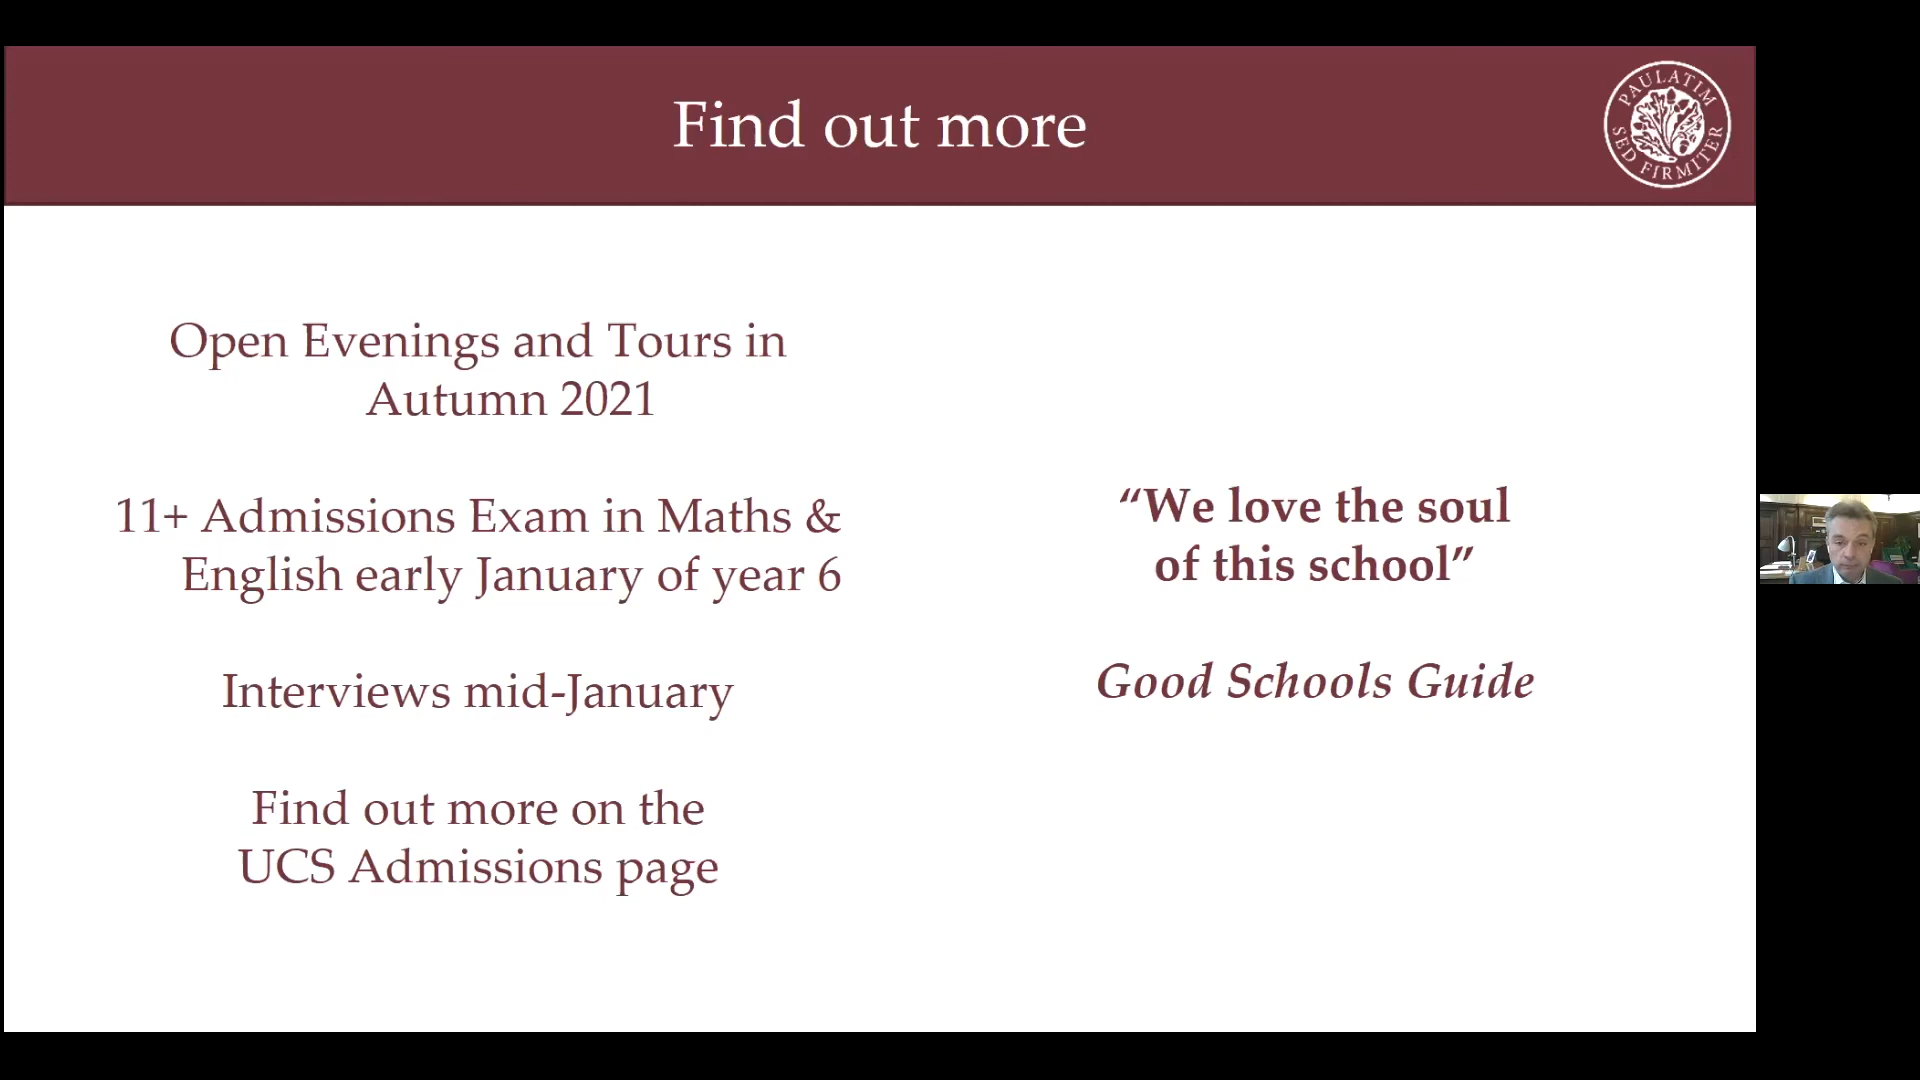 Find out more
PAULATIM
SED FIRMITER
Open Evenings and Tours in
Autumn 2021
11+ Admissions Exam in Maths &
English early January of year 6
Interviews mid-January
Find out more on the
UCS Admissions page
“We love the soul
of this school”
Good Schools Guide